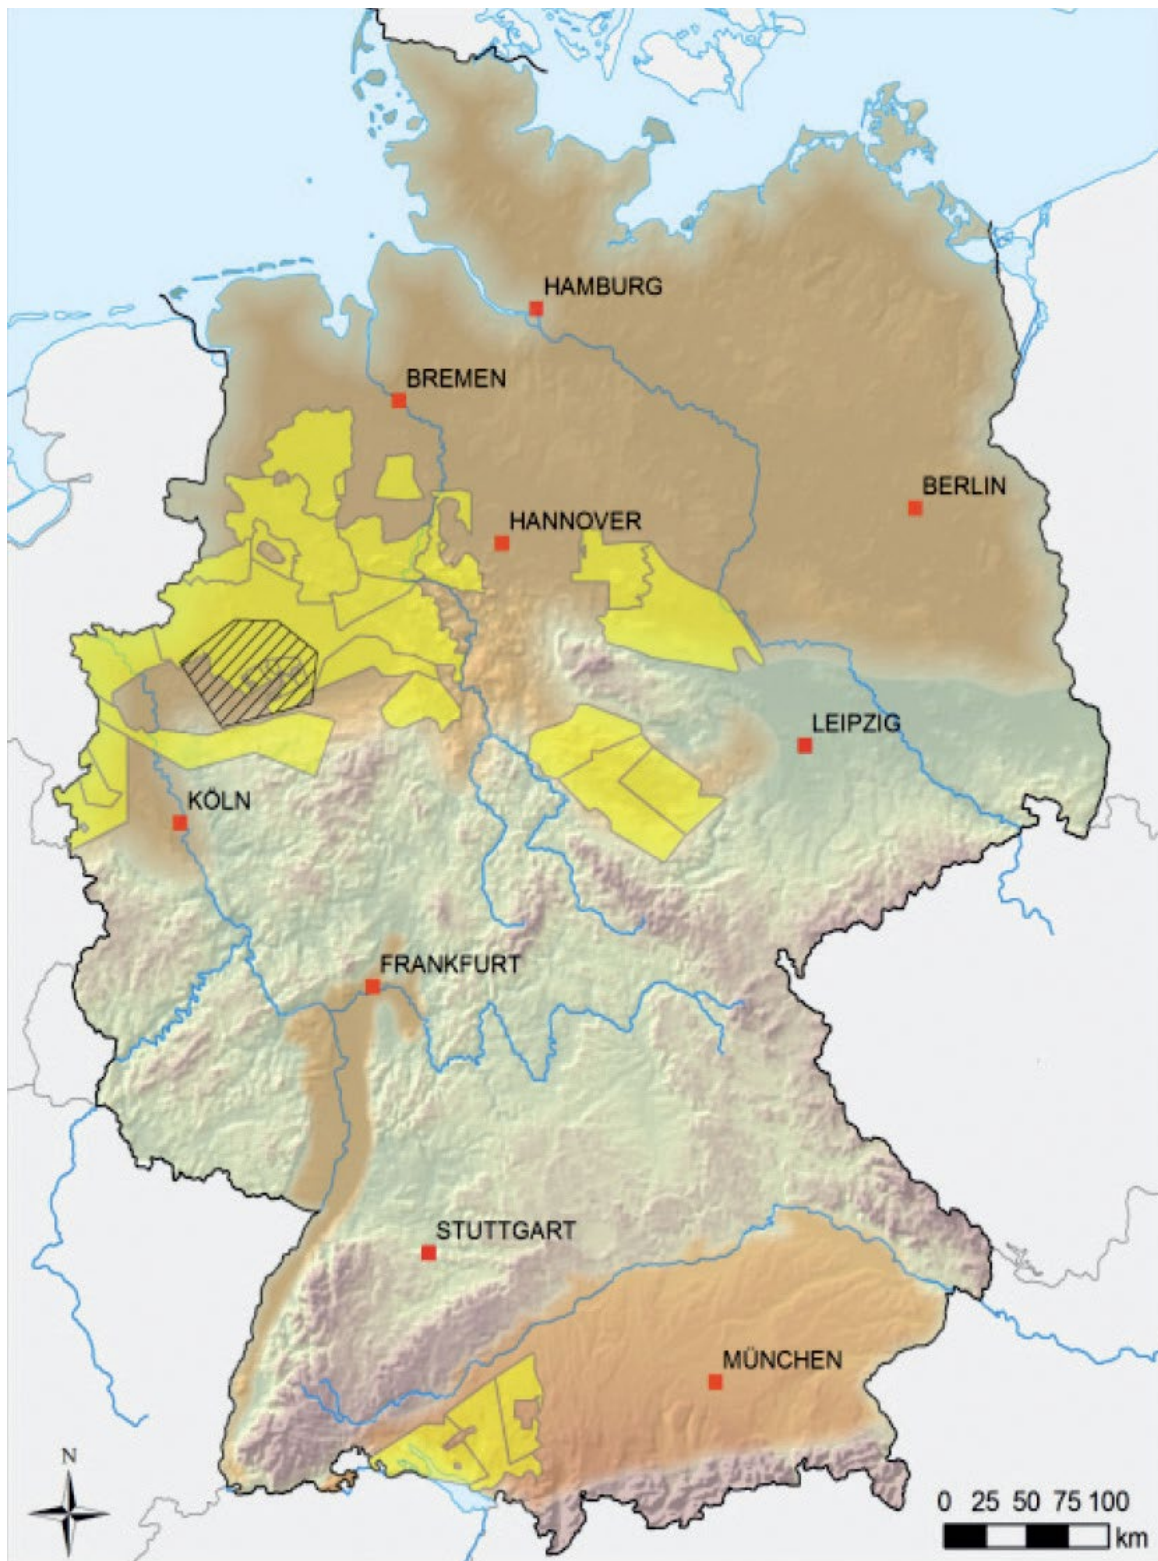 HAMBURG
BREMEN
BERLIN
HANNOVER
LEIPZIG
KÖLN
FRANKFURT
STUTTGART
MÜNCHEN
N
0 25 50 75 100
km